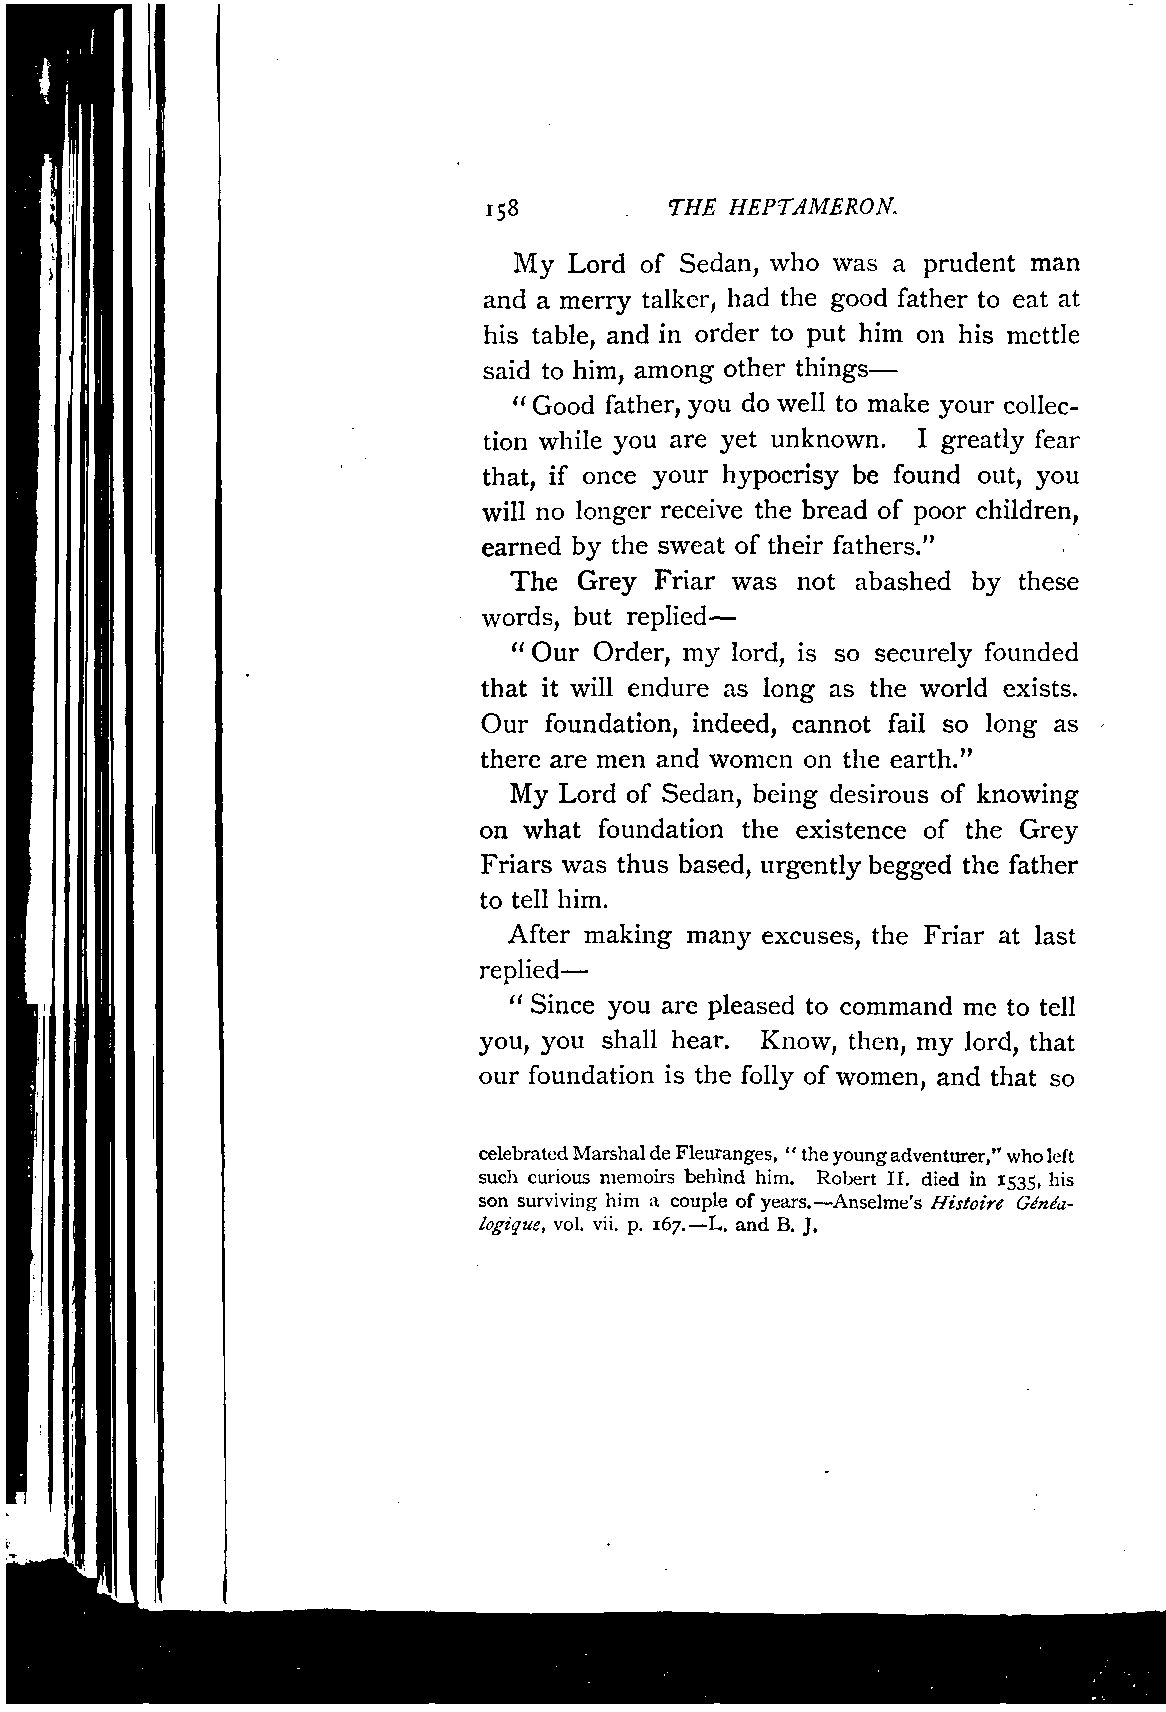 158 THE HEPTAMERON.
My Lord of Sedan, who was a prudent man
and a merry talker, had the good father to eat at
his table, and in order to put him on his mettle
said to him, among other things—
“Good father, you do well to make your collec-
tion while you are yet unknown. I greatly fear
that, if once your hypocrisy be found out, you
will no longer receive the bread of poor children,
earned by the sweat of their fathers.”
The Grey Friar was not abashed by these
words, but replied—
“Our Order, my lord, is so securely founded
that it will endure as long as the world exists.
Our foundation, indeed, cannot fail so long as
there are men and women on the earth.”
My Lord of Sedan, being desirous of knowing
on what foundation the existence of the Grey
Friars was thus based, urgently begged the father
to tell him.
After making many excuses, the Friar at last
replied—
“Since you are pleased to command me to tell
you, you shall hear. Know, then, my lord, that
our foundation is the folly of women, and that so
celebrated Marshal de Fleuranges, “the young adventurer,” who left
such curious memoirs behind him. Robert II. died in 1535, his
son surviving him a couple of years.—Anselme's Histoire Généa-
logique, vol. vii. p. 167.—L. and B. J.